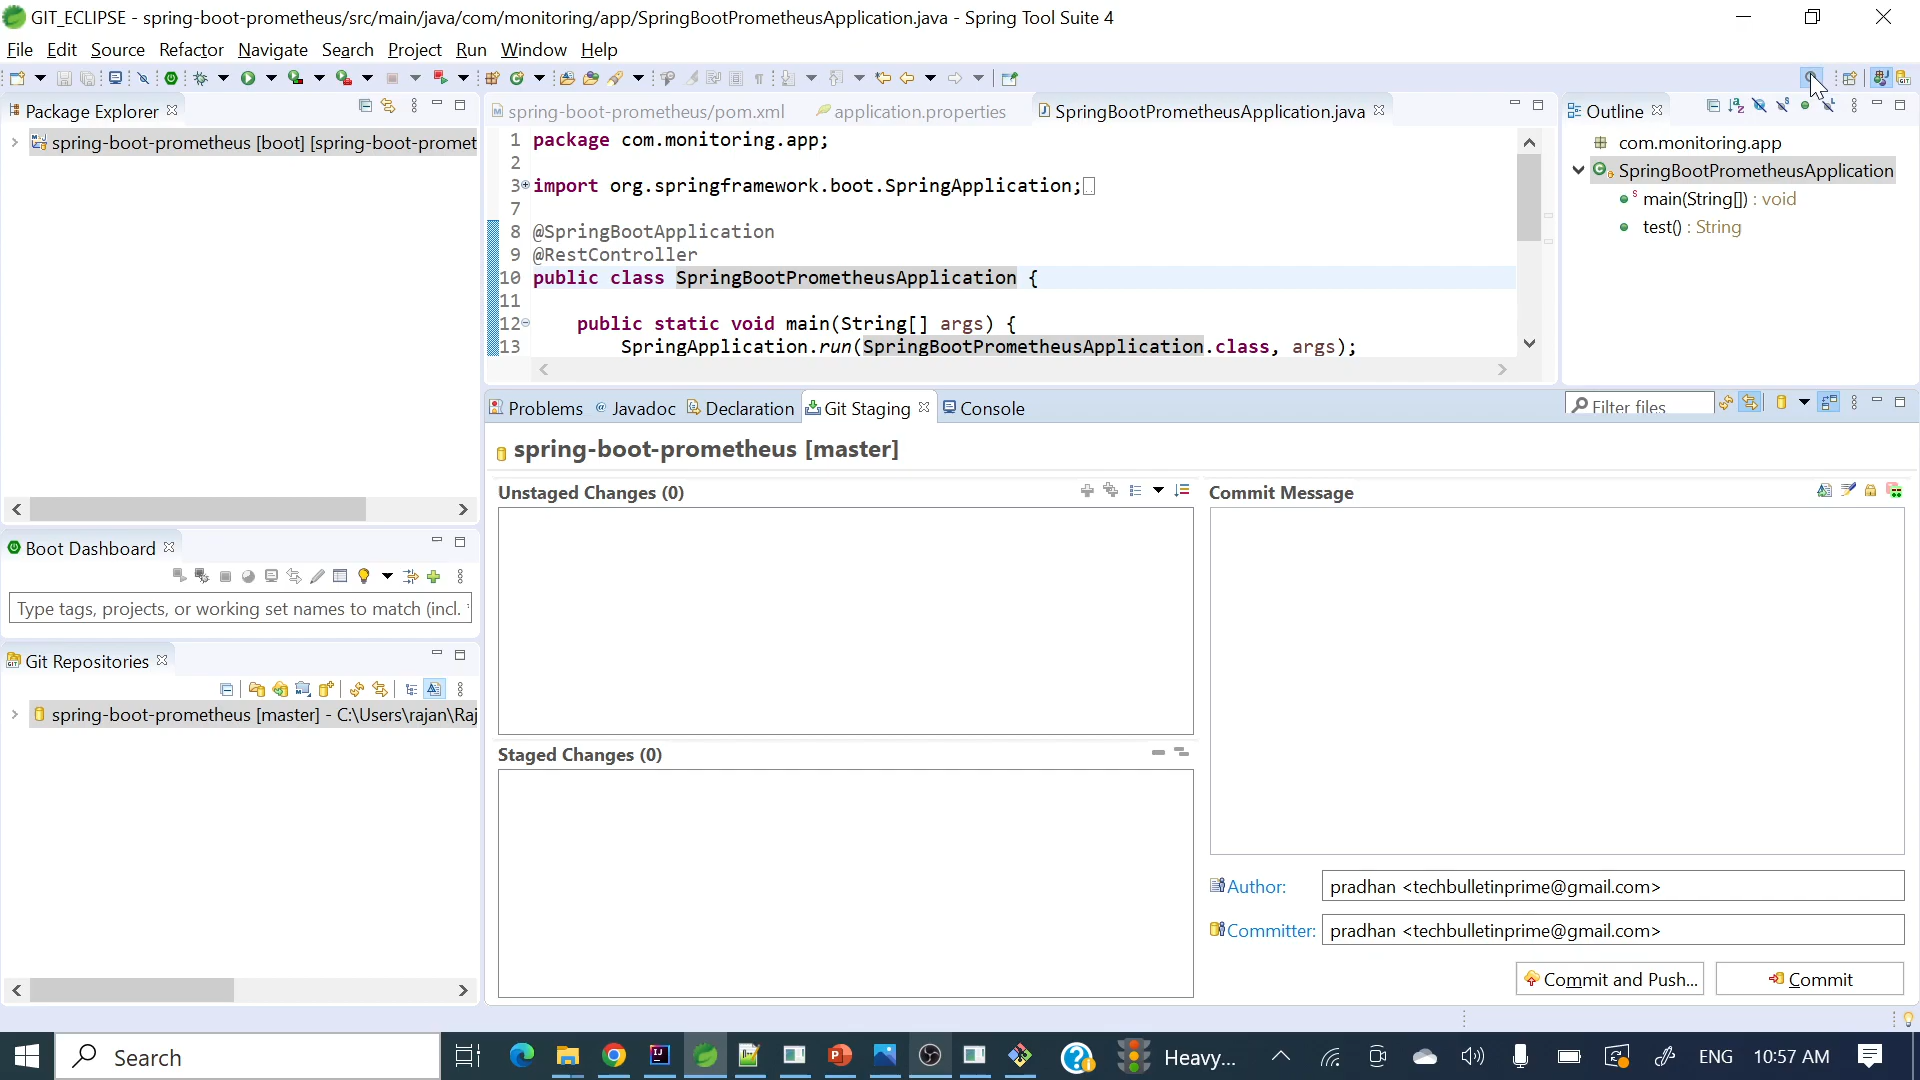 GIT_ECLIPSE - spring-boot-prometheus/src/main/java/com/monitoring/app/SpringBootPrometheusApplication.java - Spring Tool Suite 4
File Edit Source Refactor Navigate Search Project Run Window Help
Package Explorer
spring-boot-prometheus [boot] [spring-boot-promet
spring-boot-prometheus/pom.xml application.properties SpringBootPrometheusApplication.java
1 package com.monitoring.app;
2
3 import org.springframework.boot.SpringApplication;
7
8 @SpringBootApplication
9 @RestController
10 public class SpringBootPrometheusApplication {
11
12 public static void main(String[] args) {
13 SpringApplication.run(SpringBootPrometheusApplication.class, args);
Outline
com.monitoring.app
SpringBootPrometheusApplication
main(String[]) : void
test() : String
Boot Dashboard
Type tags, projects, or working set names to match (incl.
Git Repositories
spring-boot-prometheus [master] - C:\Users\rajan\Raj
Problems Javadoc Declaration Git Staging Console
Filter files
spring-boot-prometheus [master]
Unstaged Changes (0)
Staged Changes (0)
Commit Message
Author: pradhan <techbulletinprime@gmail.com>
Committer: pradhan <techbulletinprime@gmail.com>
Commit and Push... Commit
Search
Heavy...
ENG 10:57 AM